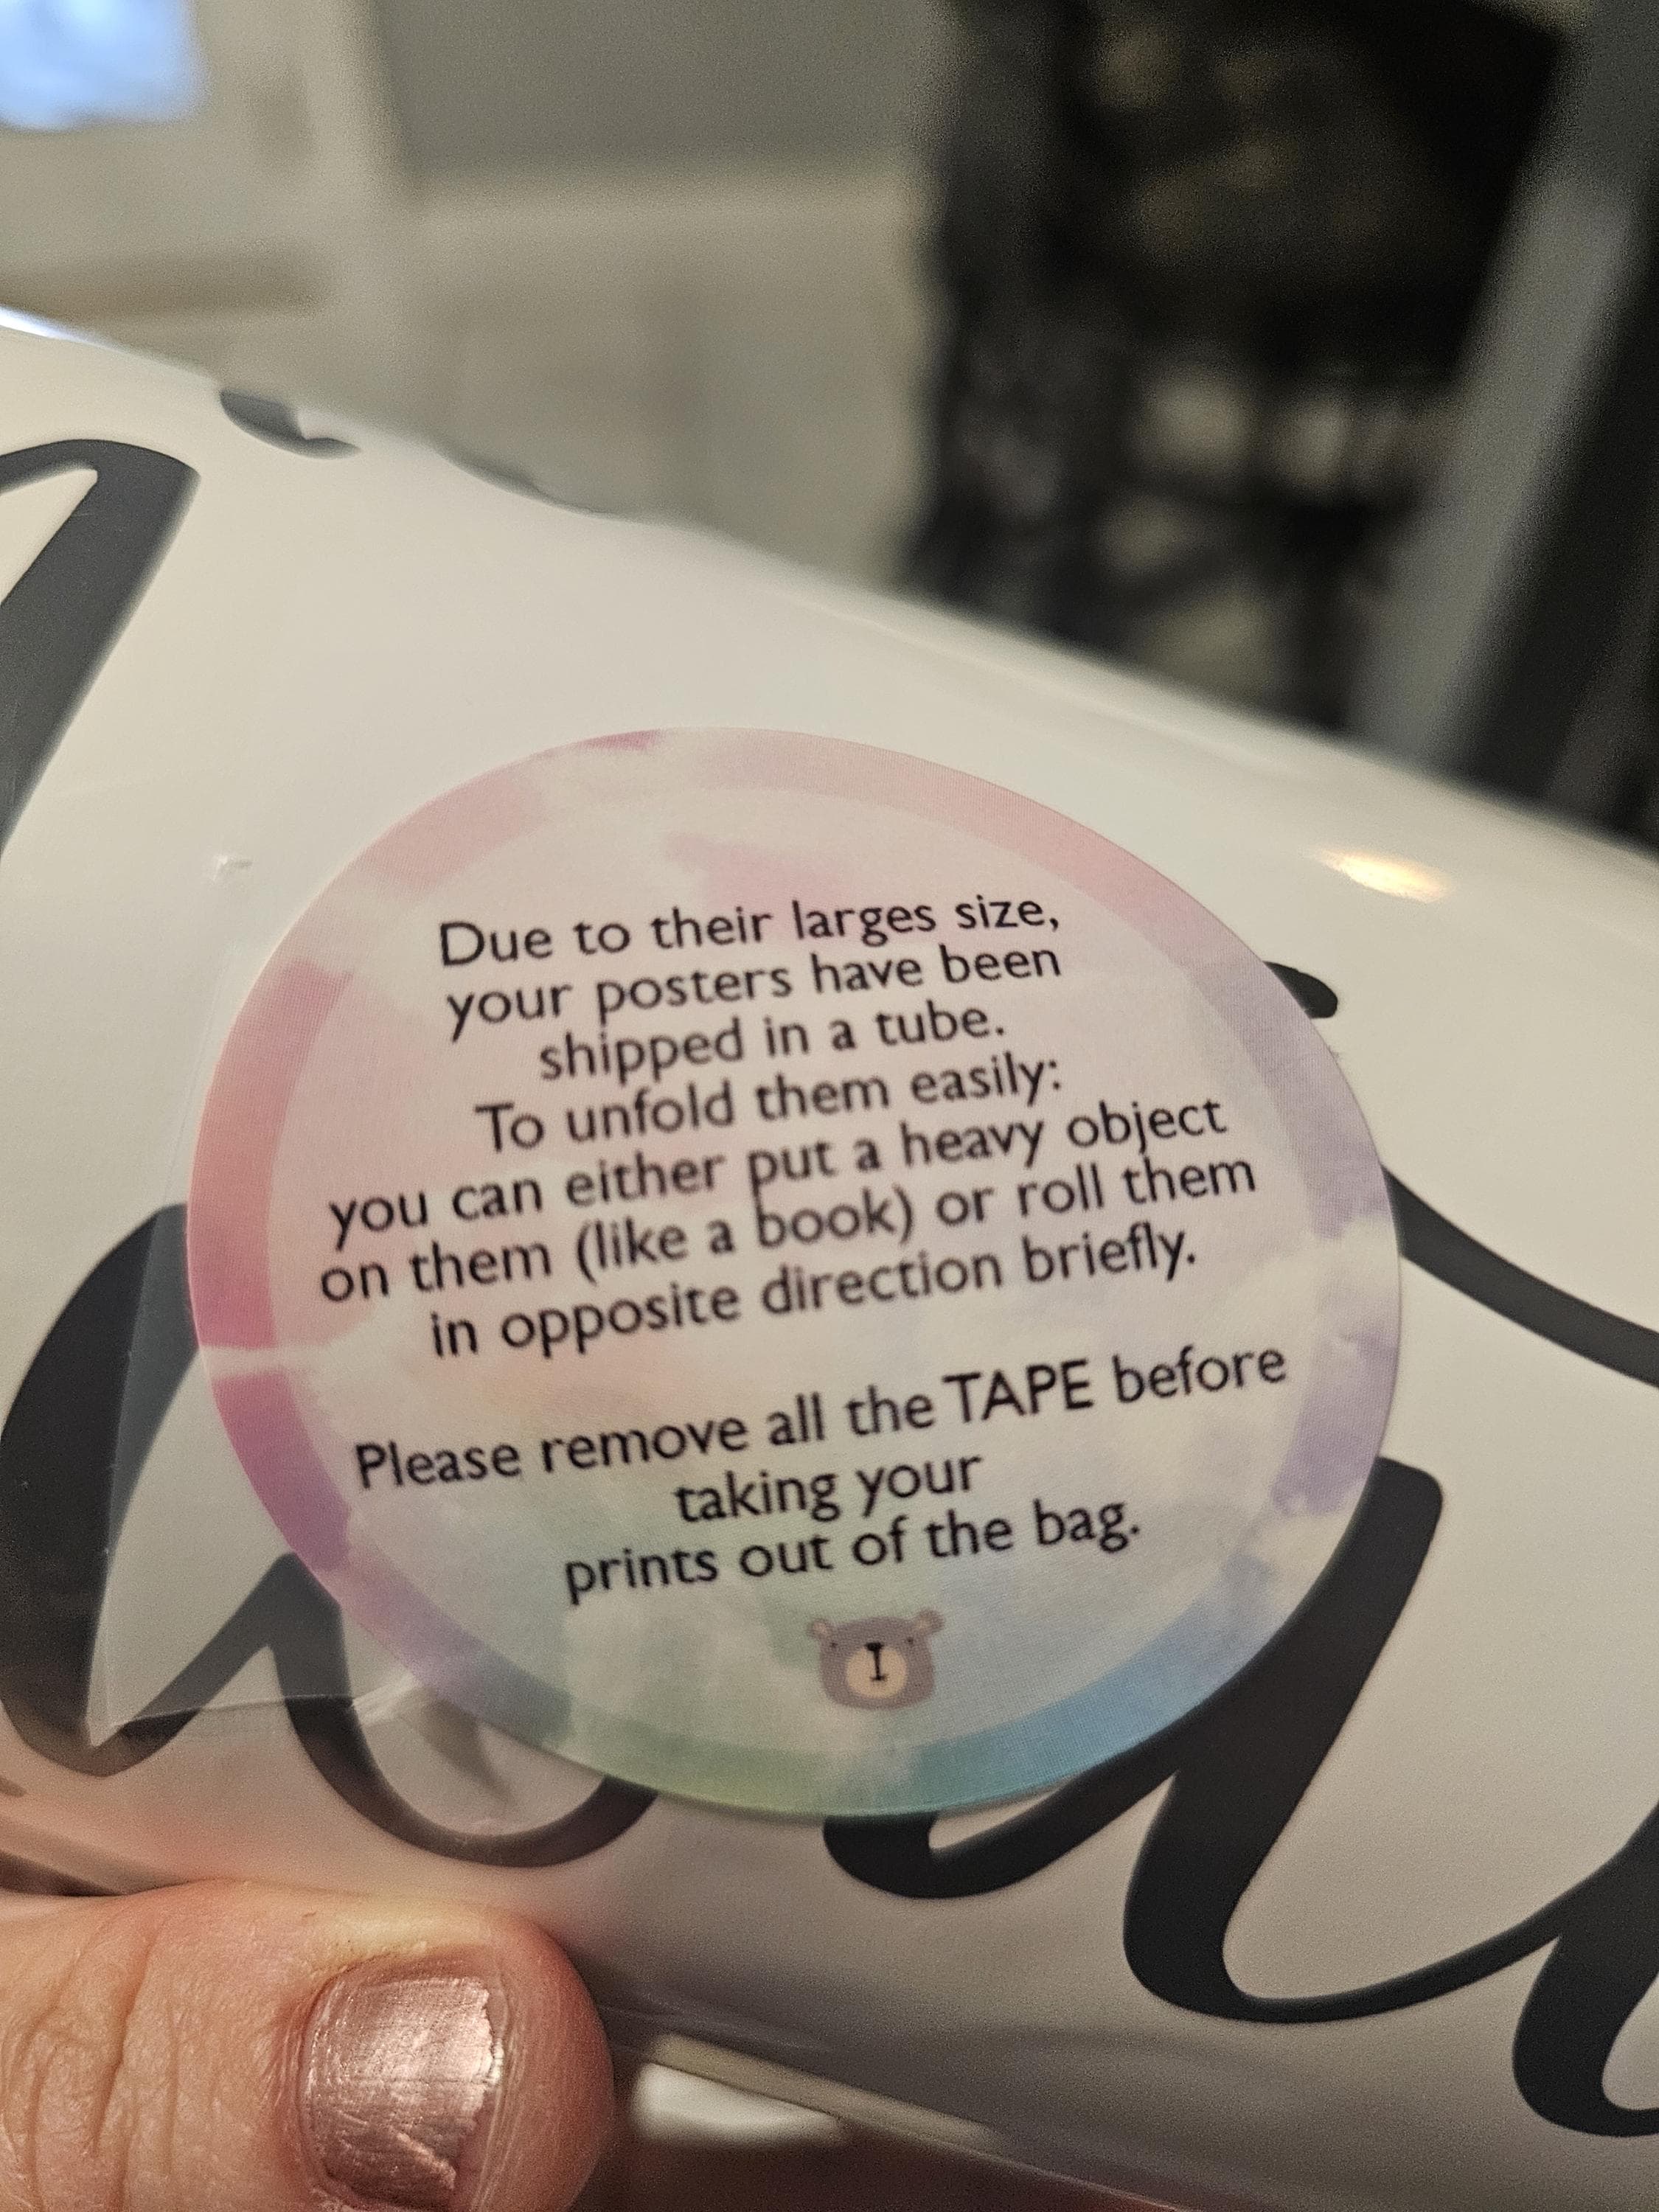 Due to their larges size,
your posters have been
shipped in a tube.
To unfold them easily:
you can either put a heavy object
on them (like a book) or roll them
in opposite direction briefly.
Please remove all the TAPE before
taking your
prints out of the bag.